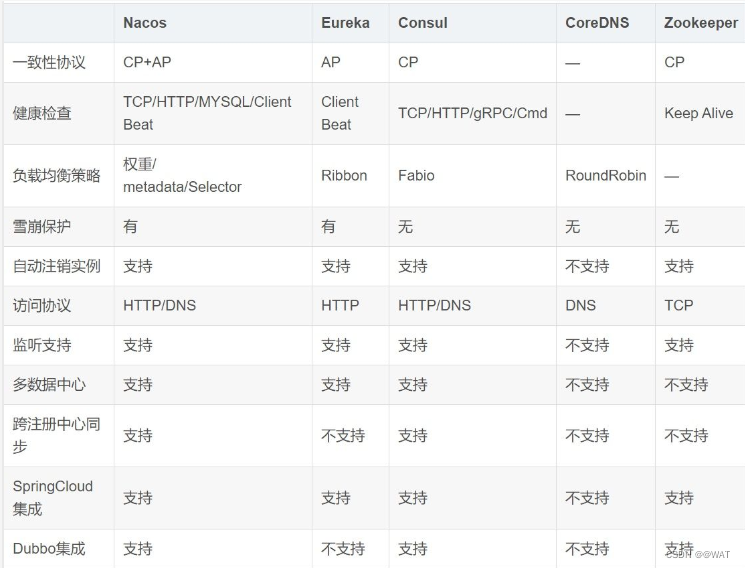 Nacos Eureka Consul CoreDNS Zookeeper
一致性协议 CP+AP AP CP — CP
健康检查 TCP/HTTP/MYSQL/Client Beat Client Beat TCP/HTTP/gRPC/Cmd — Keep Alive
负载均衡策略 权重/metadata/Selector Ribbon Fabio RoundRobin —
雪崩保护 有 有 无 无 无
自动注销实例 支持 支持 支持 不支持 支持
访问协议 HTTP/DNS HTTP HTTP/DNS DNS TCP
监听支持 支持 支持 支持 不支持 支持
多数据中心 支持 支持 支持 不支持 不支持
跨注册中心同步 支持 不支持 支持 不支持 不支持
SpringCloud集成 支持 支持 支持 不支持 支持
Dubbo集成 支持 不支持 支持 不支持 支持
CSDN @@WAT